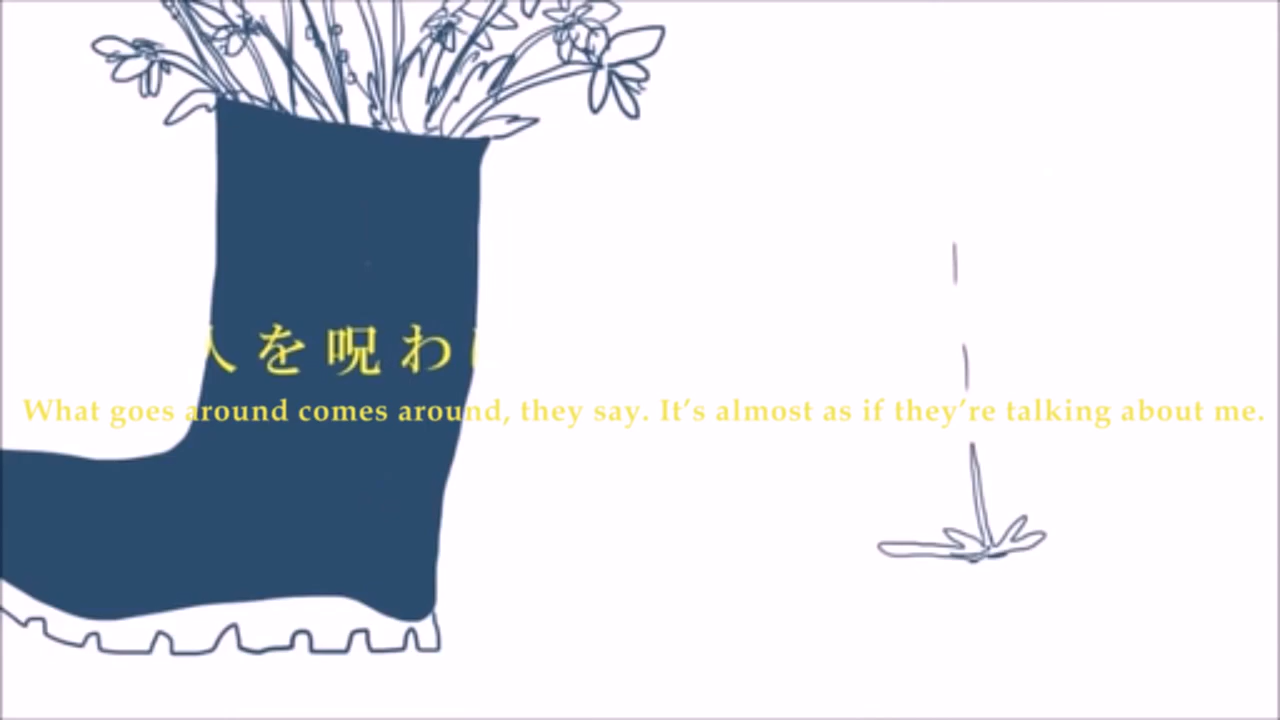 人を呪わ
What goes around comes around, they say. It’s almost as if they’re talking about me.